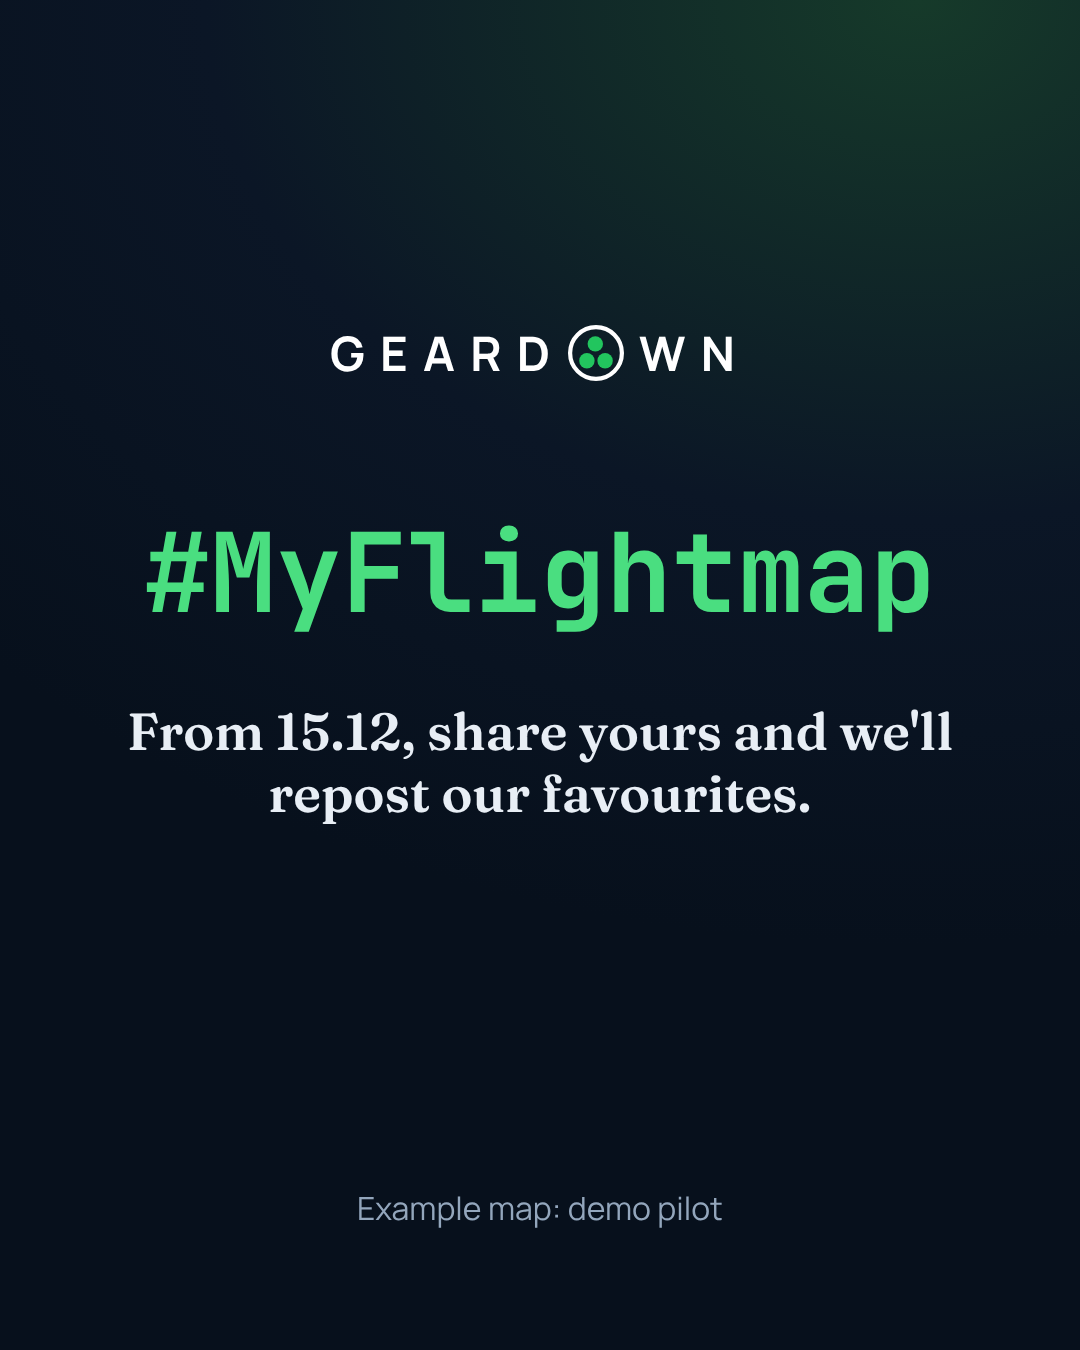 GEARDOWN
#MyFlightmap
From 15.12, share yours and we'll
repost our favourites.
Example map: demo pilot